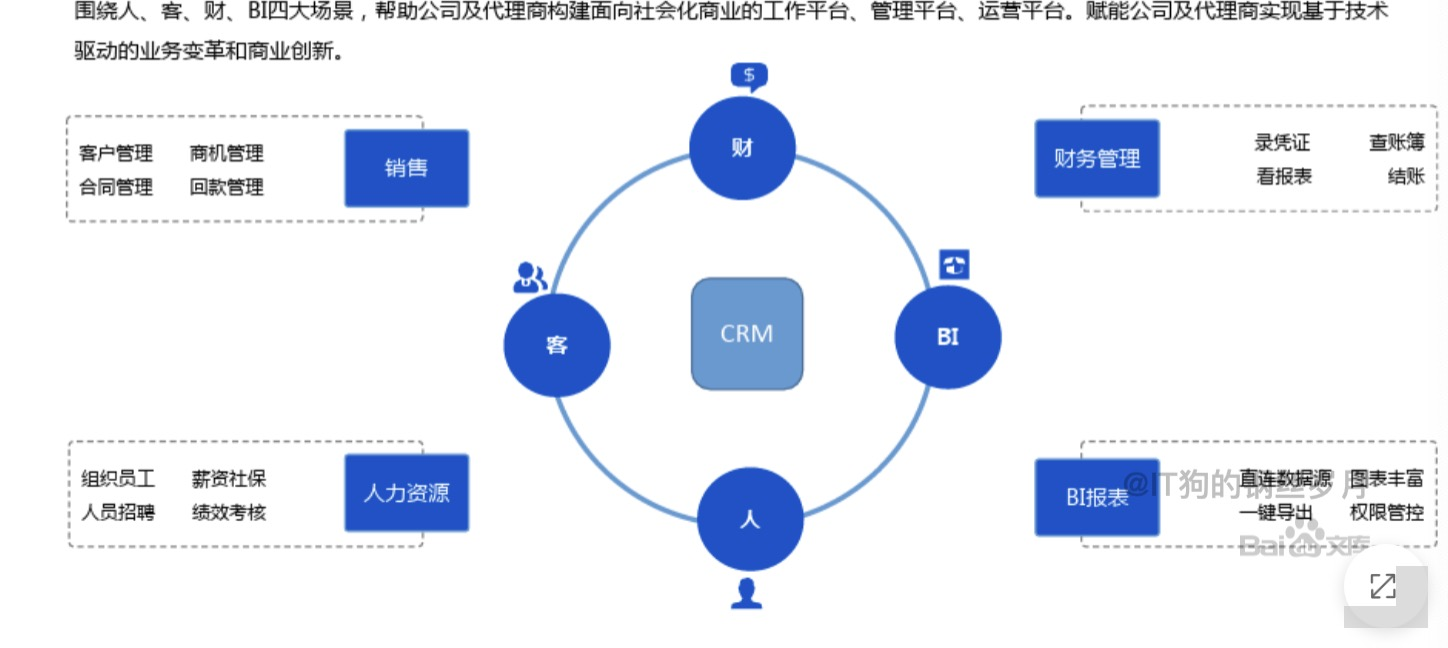 围绕人、客、财、BI四大场景，帮助公司及代理商构建面向社会化商业的工作平台、管理平台、运营平台。赋能公司及代理商实现基于技术
驱动的业务变革和商业创新。
$
财
客户管理 商机管理
合同管理 回款管理
销售
财务管理
录凭证 查账簿
看报表 结账
客
CRM
BI
组织员工 薪资社保
人员招聘 绩效考核
人力资源
人
BI报表
直连数据源 图表丰富
一键导出 权限管控
@IT狗的钢丝岁月
Bai 文库